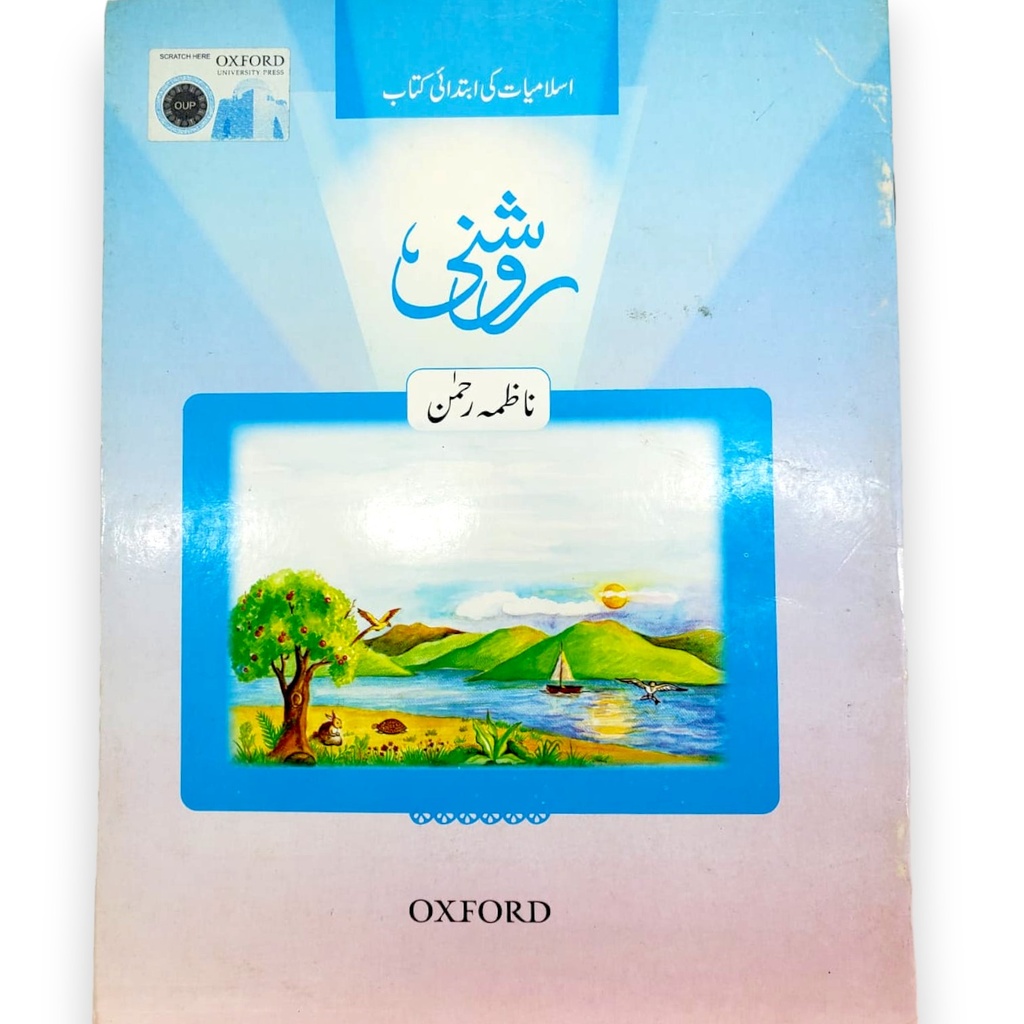 SCRATCH HERE
OXFORD
UNIVERSITY PRESS
OUP
اسلامیات کی ابتدائی کتاب
روشنی
ناظمہ رحمٰن
OXFORD